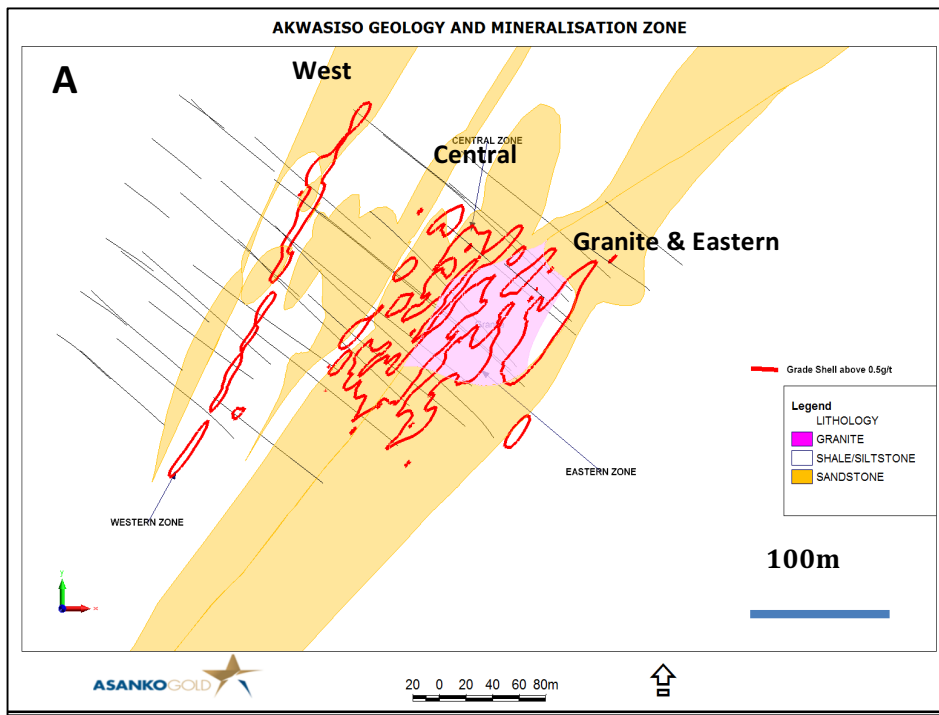 AKWASISO GEOLOGY AND MINERALISATION ZONE
A
West
CENTRAL ZONE
Central
Granite & Eastern
Grade Shell above 0.5g/t
Legend
LITHOLOGY
GRANITE
SHALE/SILTSTONE
SANDSTONE
EASTERN ZONE
WESTERN ZONE
100m
y
x
ASANKOGOLD
20 0 20 40 60 80m